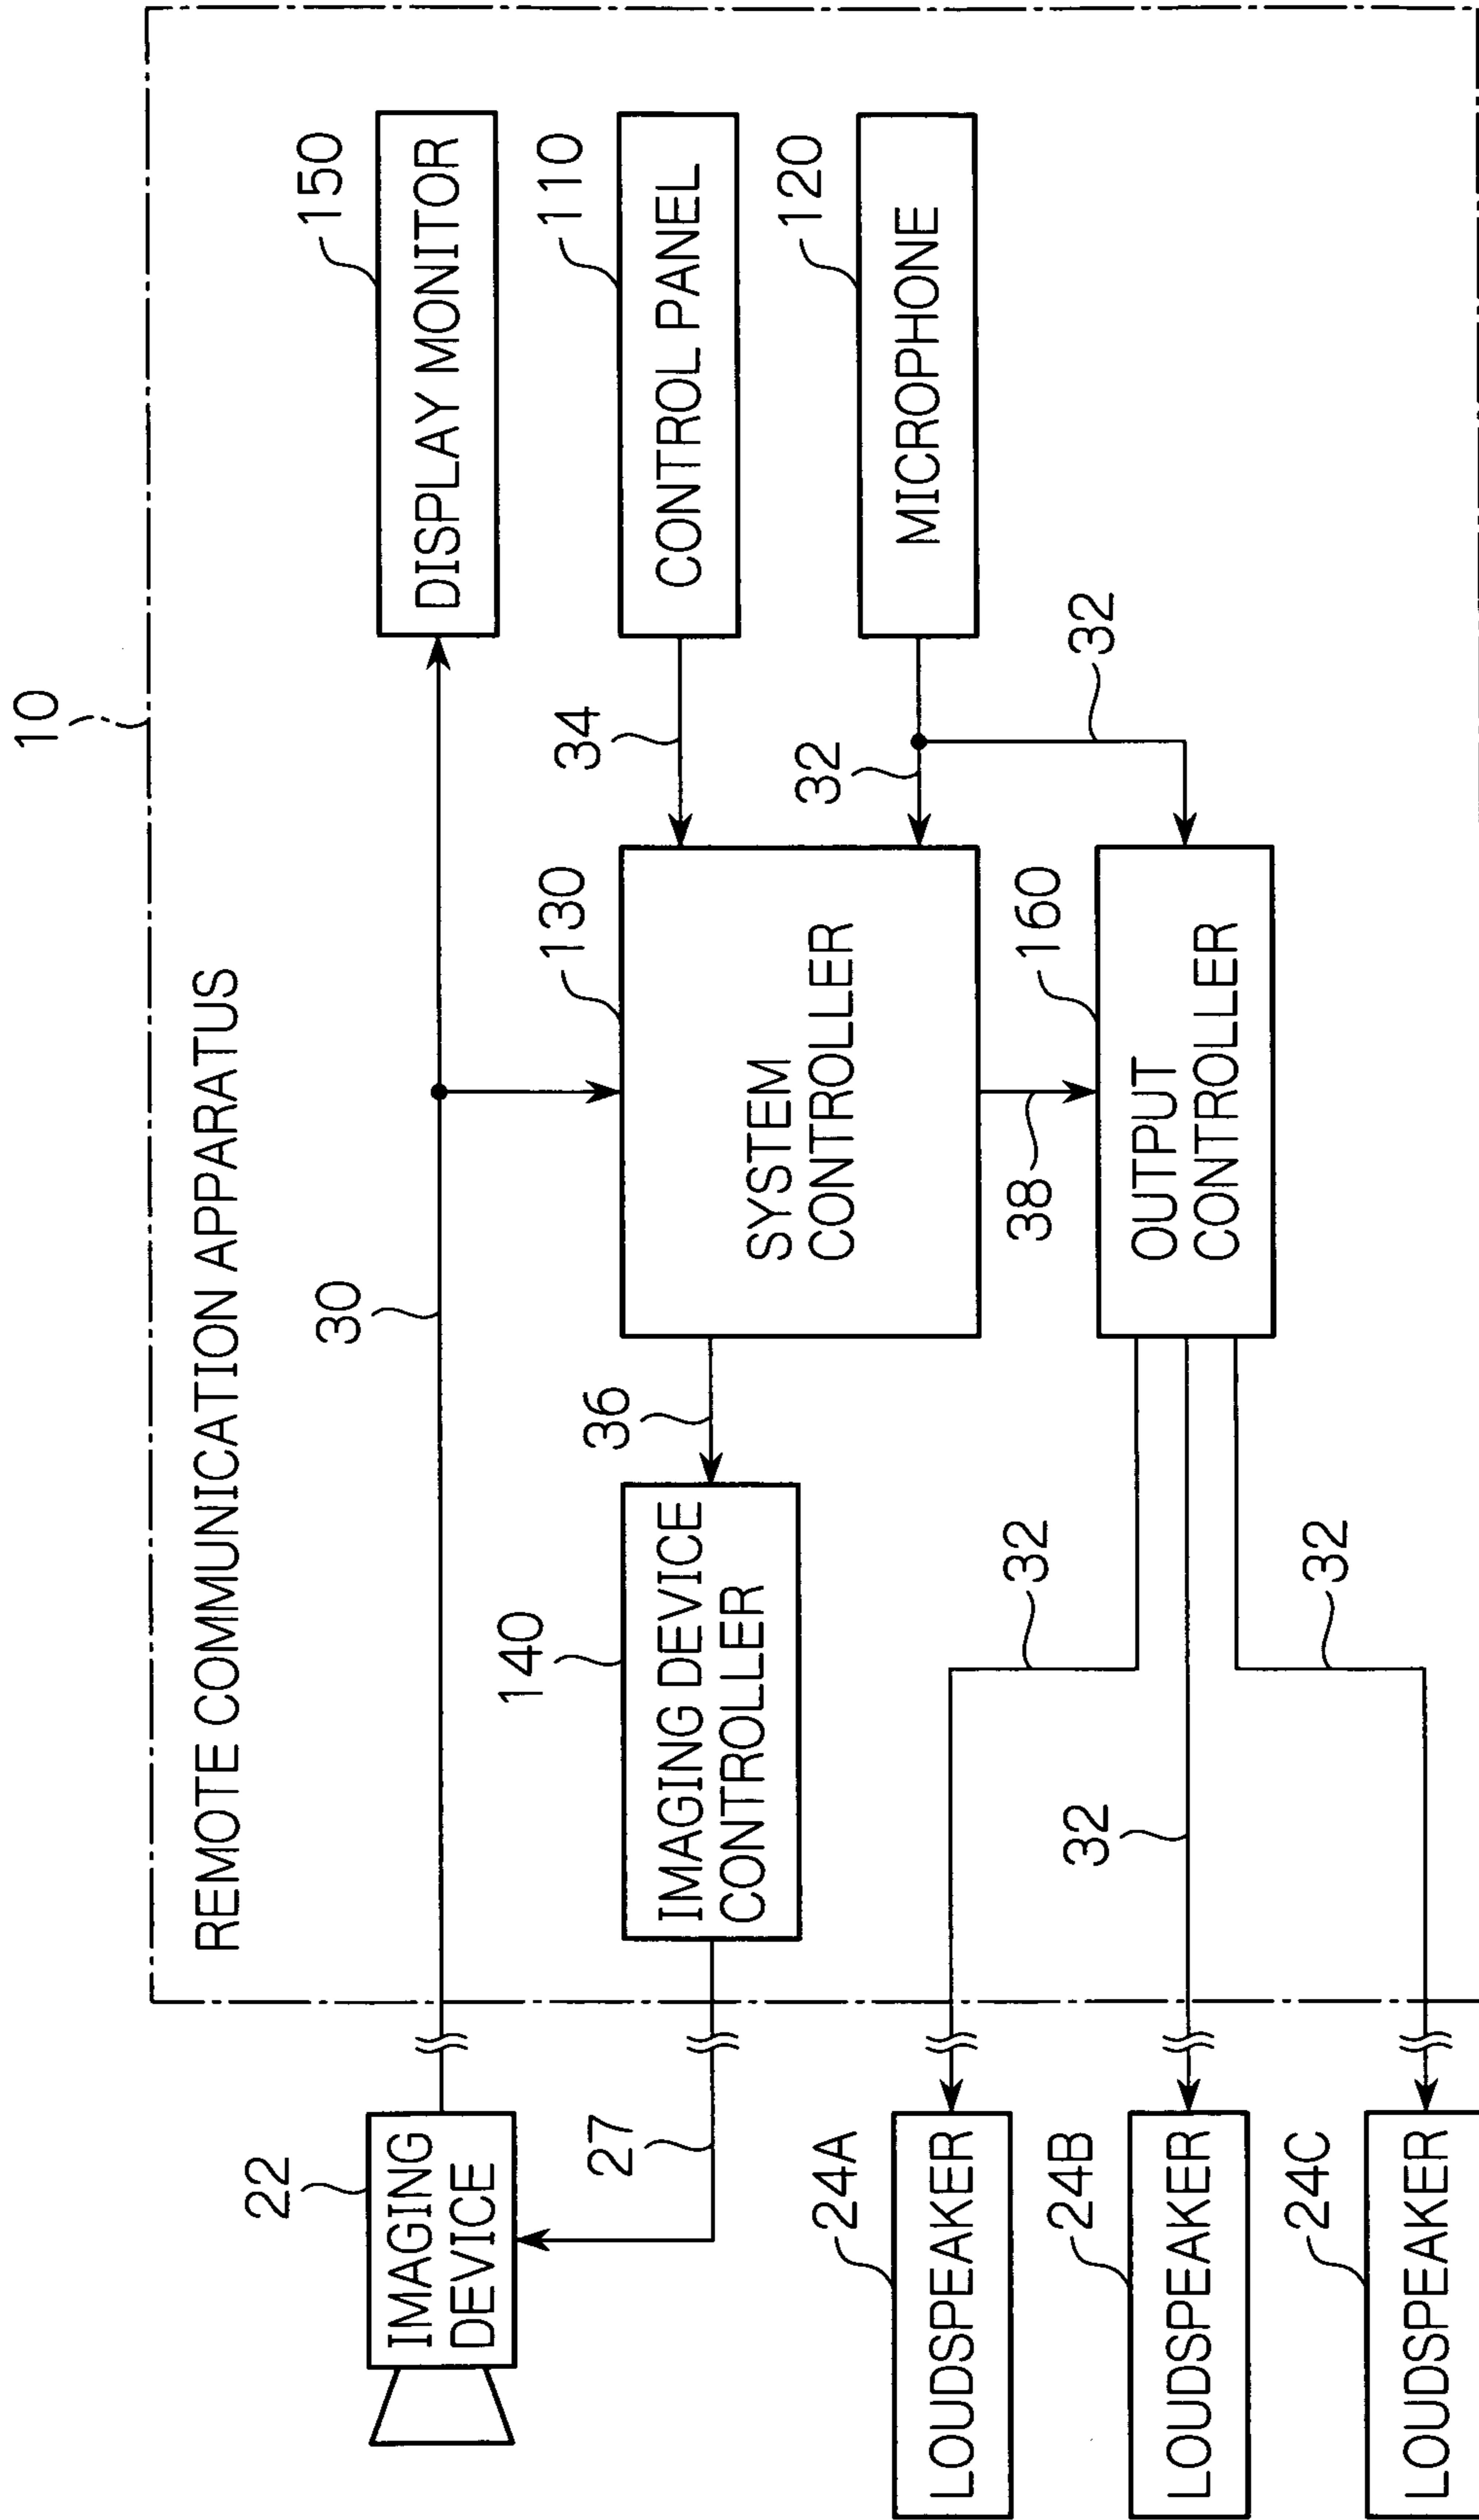 10
REMOTE COMMUNICATION APPARATUS
22
IMAGING
DEVICE
30
150
DISPLAY MONITOR
27
140
IMAGING DEVICE
CONTROLLER
36
130
SYSTEM
CONTROLLER
34
110
CONTROL PANEL
32
120
MICROPHONE
24A
LOUDSPEAKER
32
38
160
OUTPUT
CONTROLLER
32
24B
LOUDSPEAKER
32
24C
LOUDSPEAKER
32